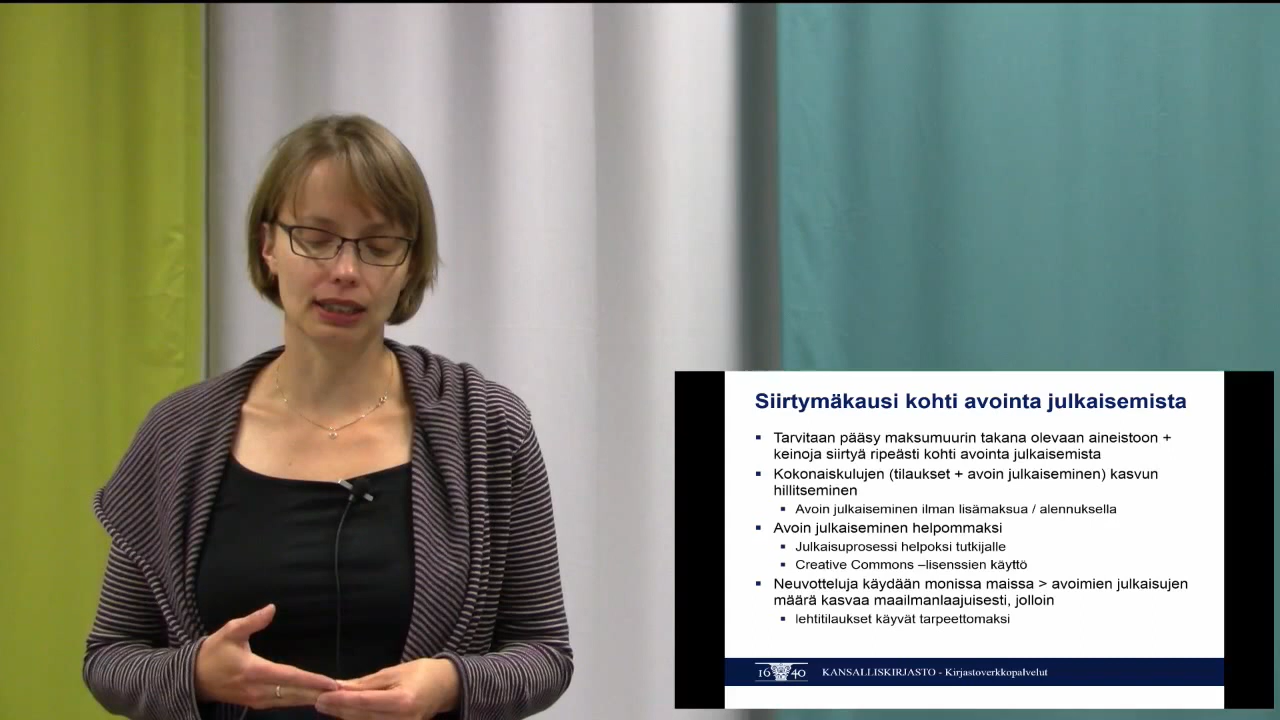 Siirtymäkausi kohti avointa julkaisemista
▪ Tarvitaan pääsy maksumuurin takana olevaan aineistoon +
keinoja siirtyä ripeästi kohti avointa julkaisemista
▪ Kokonaiskulujen (tilaukset + avoin julkaiseminen) kasvun
hillitseminen
▪ Avoin julkaiseminen ilman lisämaksua / alennuksella
▪ Avoin julkaiseminen helpommaksi
▪ Julkaisuprosessi helpoksi tutkijalle
▪ Creative Commons –lisenssien käyttö
▪ Neuvotteluja käydään monissa maissa > avoimien julkaisujen
määrä kasvaa maailmanlaajuisesti, jolloin
▪ lehtitilaukset käyvät tarpeettomaksi
16 40 KANSALLISKIRJASTO - Kirjastoverkkopalvelut